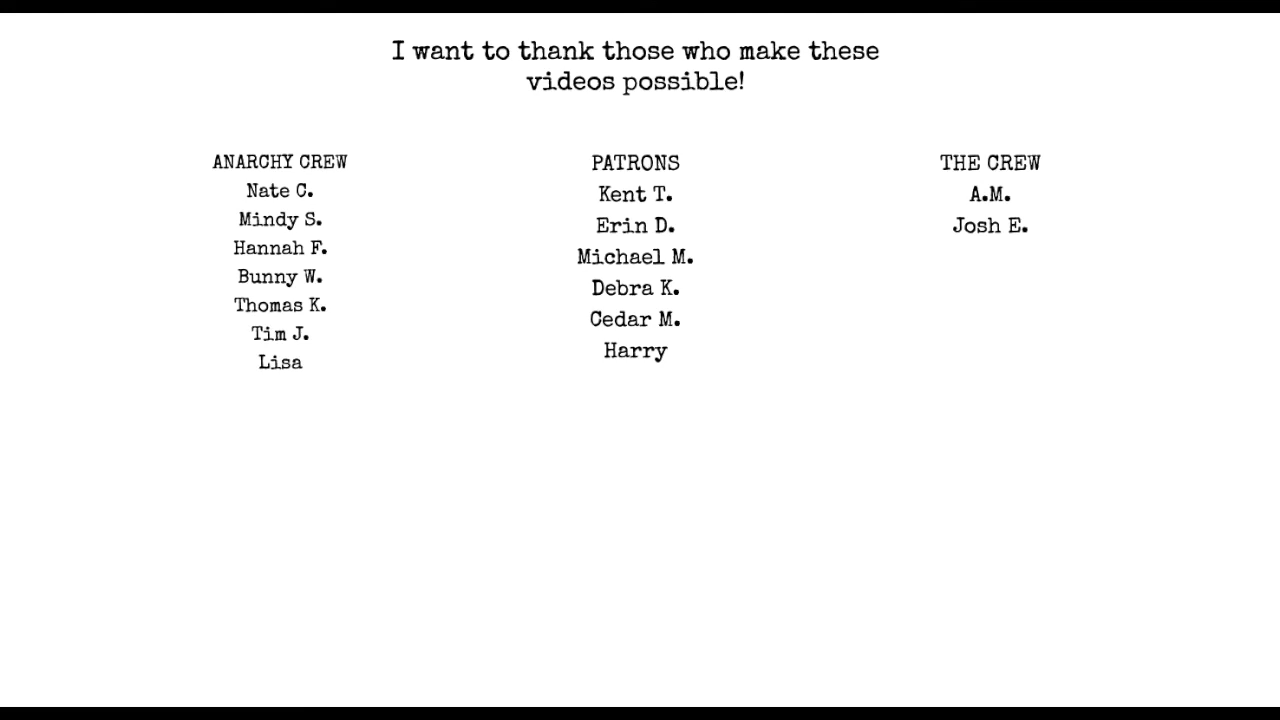 I want to thank those who make these
videos possible!
ANARCHY CREW
Nate C.
Mindy S.
Hannah F.
Bunny W.
Thomas K.
Tim J.
Lisa
PATRONS
Kent T.
Erin D.
Michael M.
Debra K.
Cedar M.
Harry
THE CREW
A.M.
Josh E.